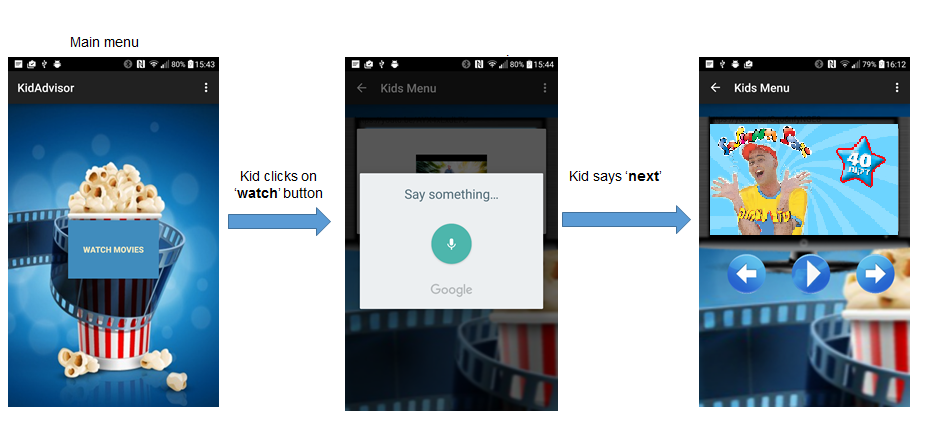 Main menu
80% 15:43
KidAdvisor
WATCH MOVIES
Kid clicks on
‘watch’ button
80% 15:44
Kids Menu
Say something...
Google
Kid says ‘next’
79% 16:12
Kids Menu
40